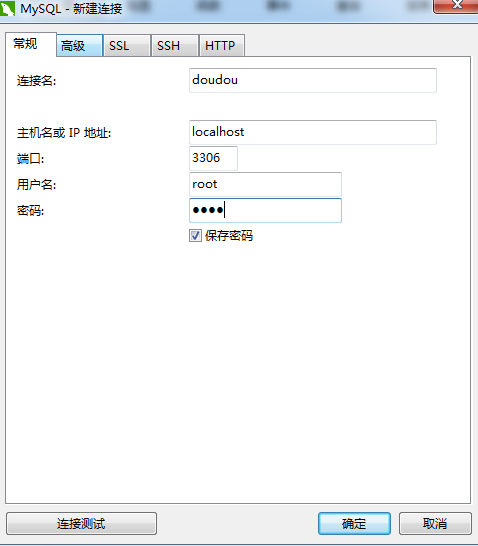 MySQL - 新建连接
常规 高级 SSL SSH HTTP
连接名: doudou
主机名或 IP 地址: localhost
端口: 3306
用户名: root
密码: ●●●●
保存密码
连接测试 确定 取消